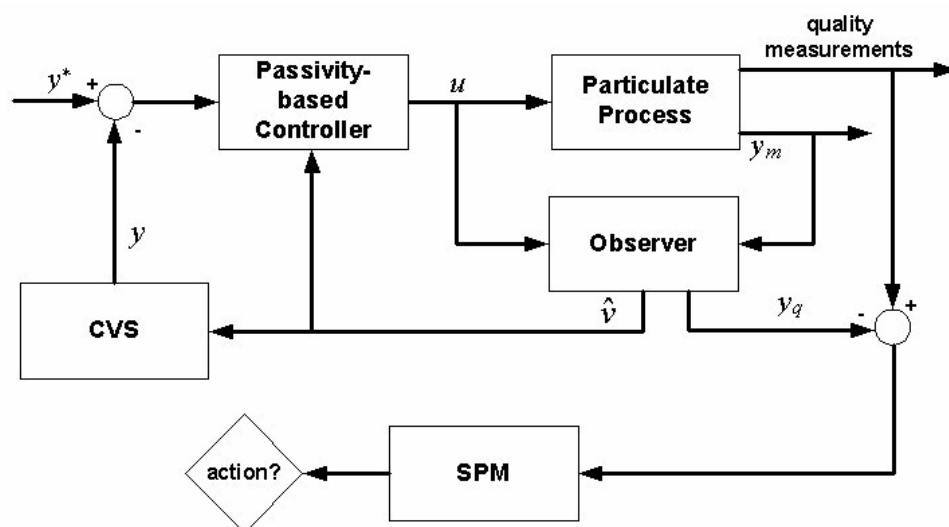 quality
measurements
y*
+
-
Passivity-
based
Controller
u
Particulate
Process
y_m
y
Observer
CVS
v̂
y_q
-
+
action?
SPM